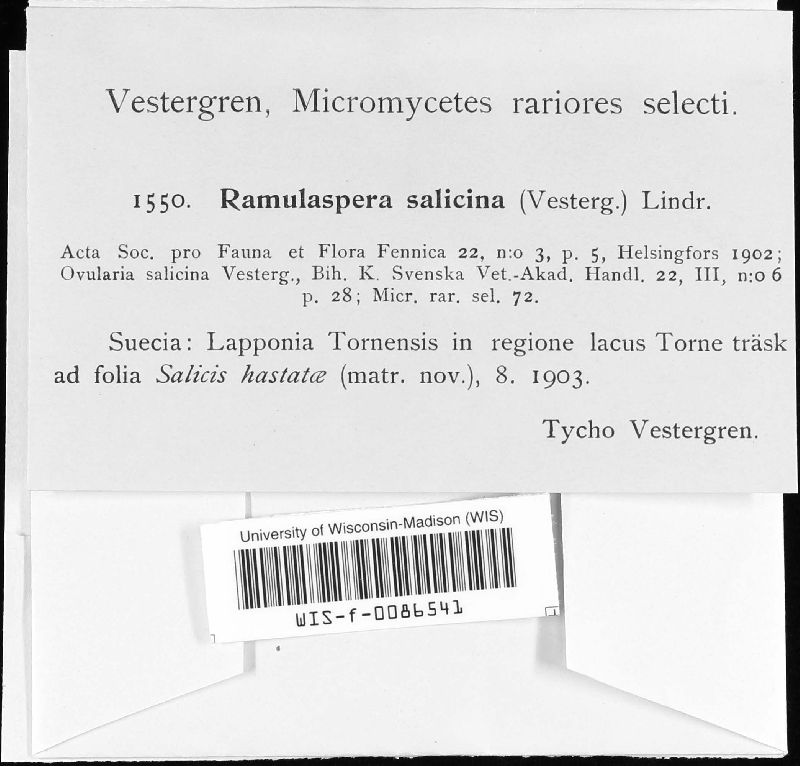 Vestergren, Micromycetes rariores selecti.
1550. Ramulaspera salicina (Vesterg.) Lindr.
Acta Soc. pro Fauna et Flora Fennica 22, n:o 3, p. 5, Helsingfors 1902;
Ovularia salicina Vesterg., Bih. K. Svenska Vet.-Akad. Handl. 22, III, n:o 6
p. 28; Micr. rar. sel. 72.
Suecia: Lapponia Tornensis in regione lacus Torne träsk
ad folia Salicis hastatæ (matr. nov.), 8. 1903.
Tycho Vestergren.
University of Wisconsin-Madison (WIS)
WIS-f-0086541